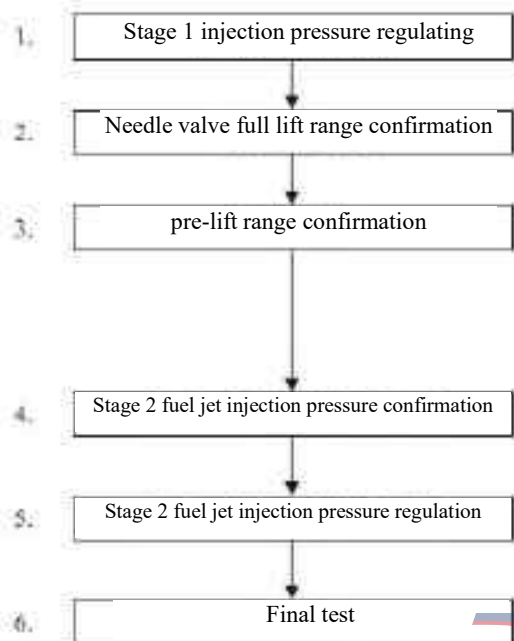 1. Stage 1 injection pressure regulating
2. Needle valve full lift range confirmation
3. pre-lift range confirmation
4. Stage 2 fuel jet injection pressure confirmation
5. Stage 2 fuel jet injection pressure regulation
6. Final test